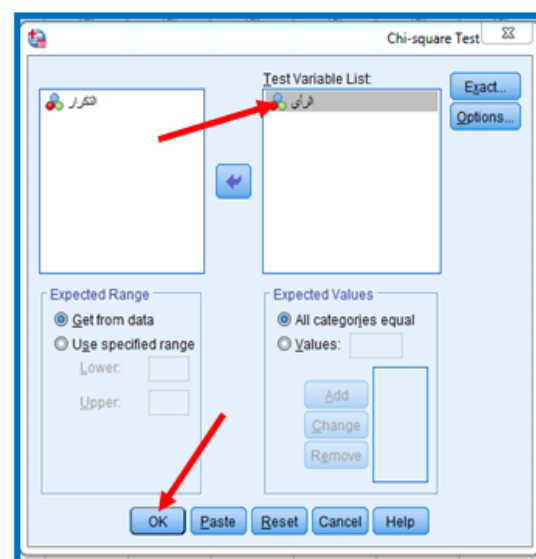 Chi-square Test
Test Variable List:
التكرار
الرأي
Exact...
Options...
Expected Range
Get from data
Use specified range
Lower:
Upper:
Expected Values
All categories equal
Values:
Add
Change
Remove
OK Paste Reset Cancel Help